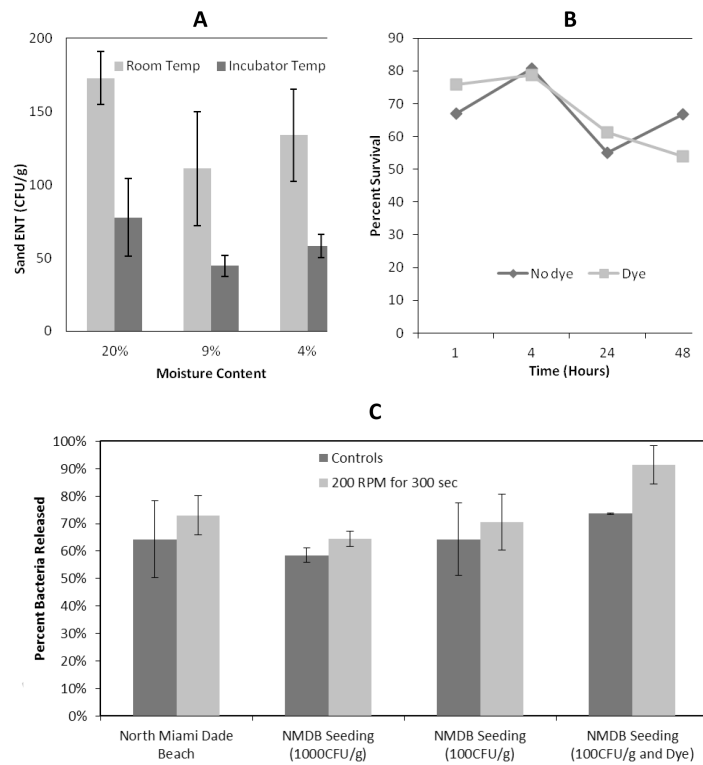 A
200
150
100
50
0
Sand ENT (CFU/g)
Room Temp
Incubator Temp
20%
9%
4%
Moisture Content
B
90
80
70
60
50
40
30
20
10
0
Percent Survival
No dye
Dye
1
4
24
48
Time (Hours)
C
100%
90%
80%
70%
60%
50%
40%
30%
20%
10%
0%
Percent Bacteria Released
Controls
200 RPM for 300 sec
North Miami Dade
Beach
NMDB Seeding
(1000CFU/g)
NMDB Seeding
(100CFU/g)
NMDB Seeding
(100CFU/g and Dye)